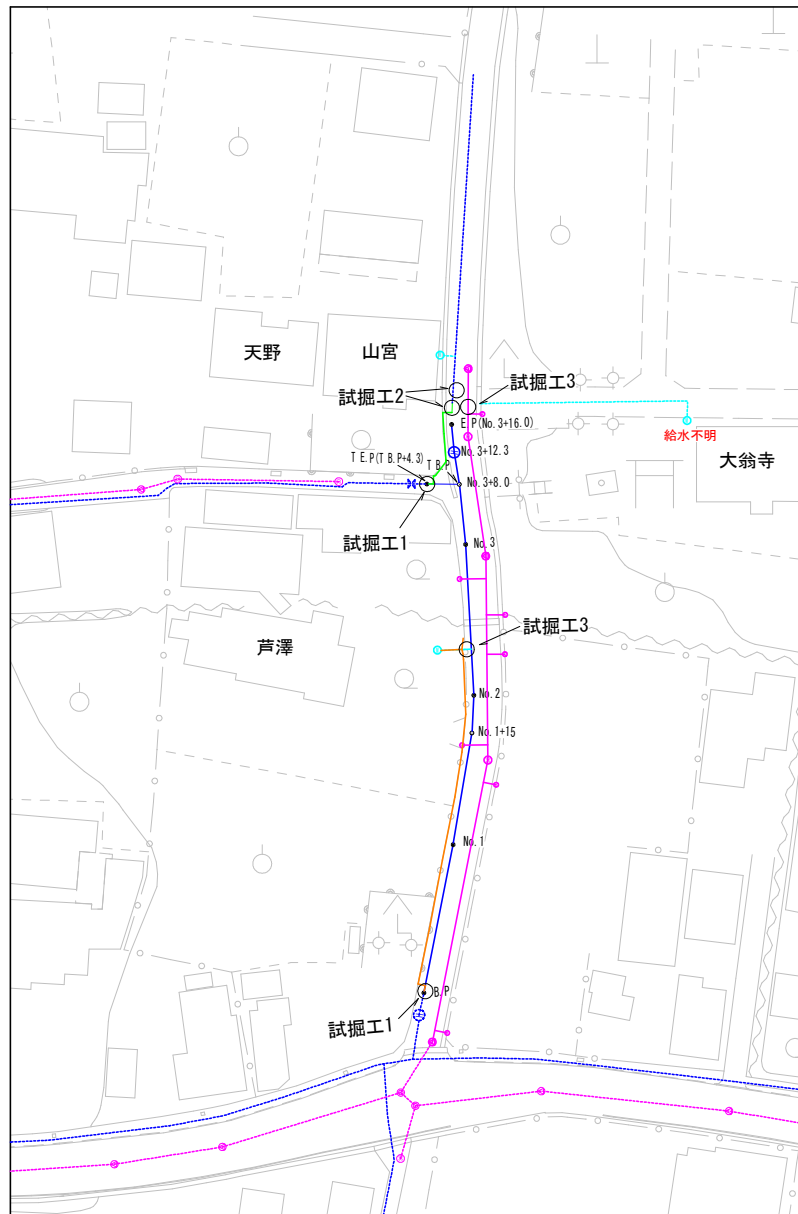 天野
山宮
試掘工2
試掘工3
E.P(No.3+16.0)
給水不明
大翁寺
No.3+12.3
T E.P(T B.P+4.3)
T B.P
No.3+8.0
試掘工1
No.3
試掘工3
芦澤
No.2
No.1+15
No.1
B.P
試掘工1